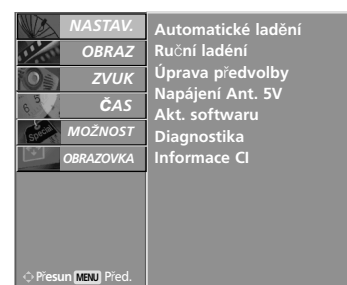 NASTAV.
OBRAZ
ZVUK
ČAS
MOŽNOST
OBRAZOVKA
Přesun MENU Před.
Automatické ladění
Ruční ladéní
Úprava předvolby
Napájení Ant. 5V
Akt. softwaru
Diagnostika
Informace CI